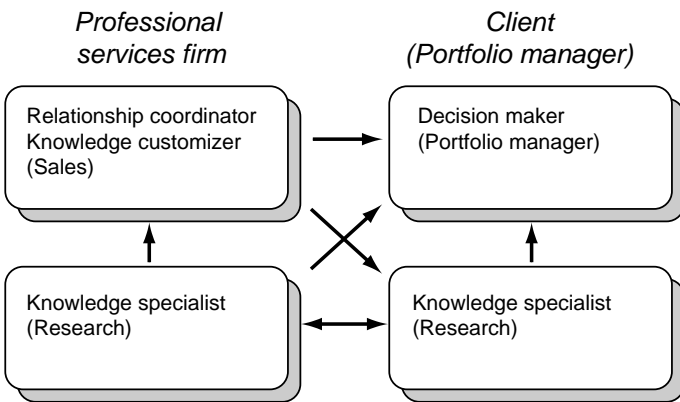 Professional
services firm
Client
(Portfolio manager)
Relationship coordinator
Knowledge customizer
(Sales)
Decision maker
(Portfolio manager)
Knowledge specialist
(Research)
Knowledge specialist
(Research)